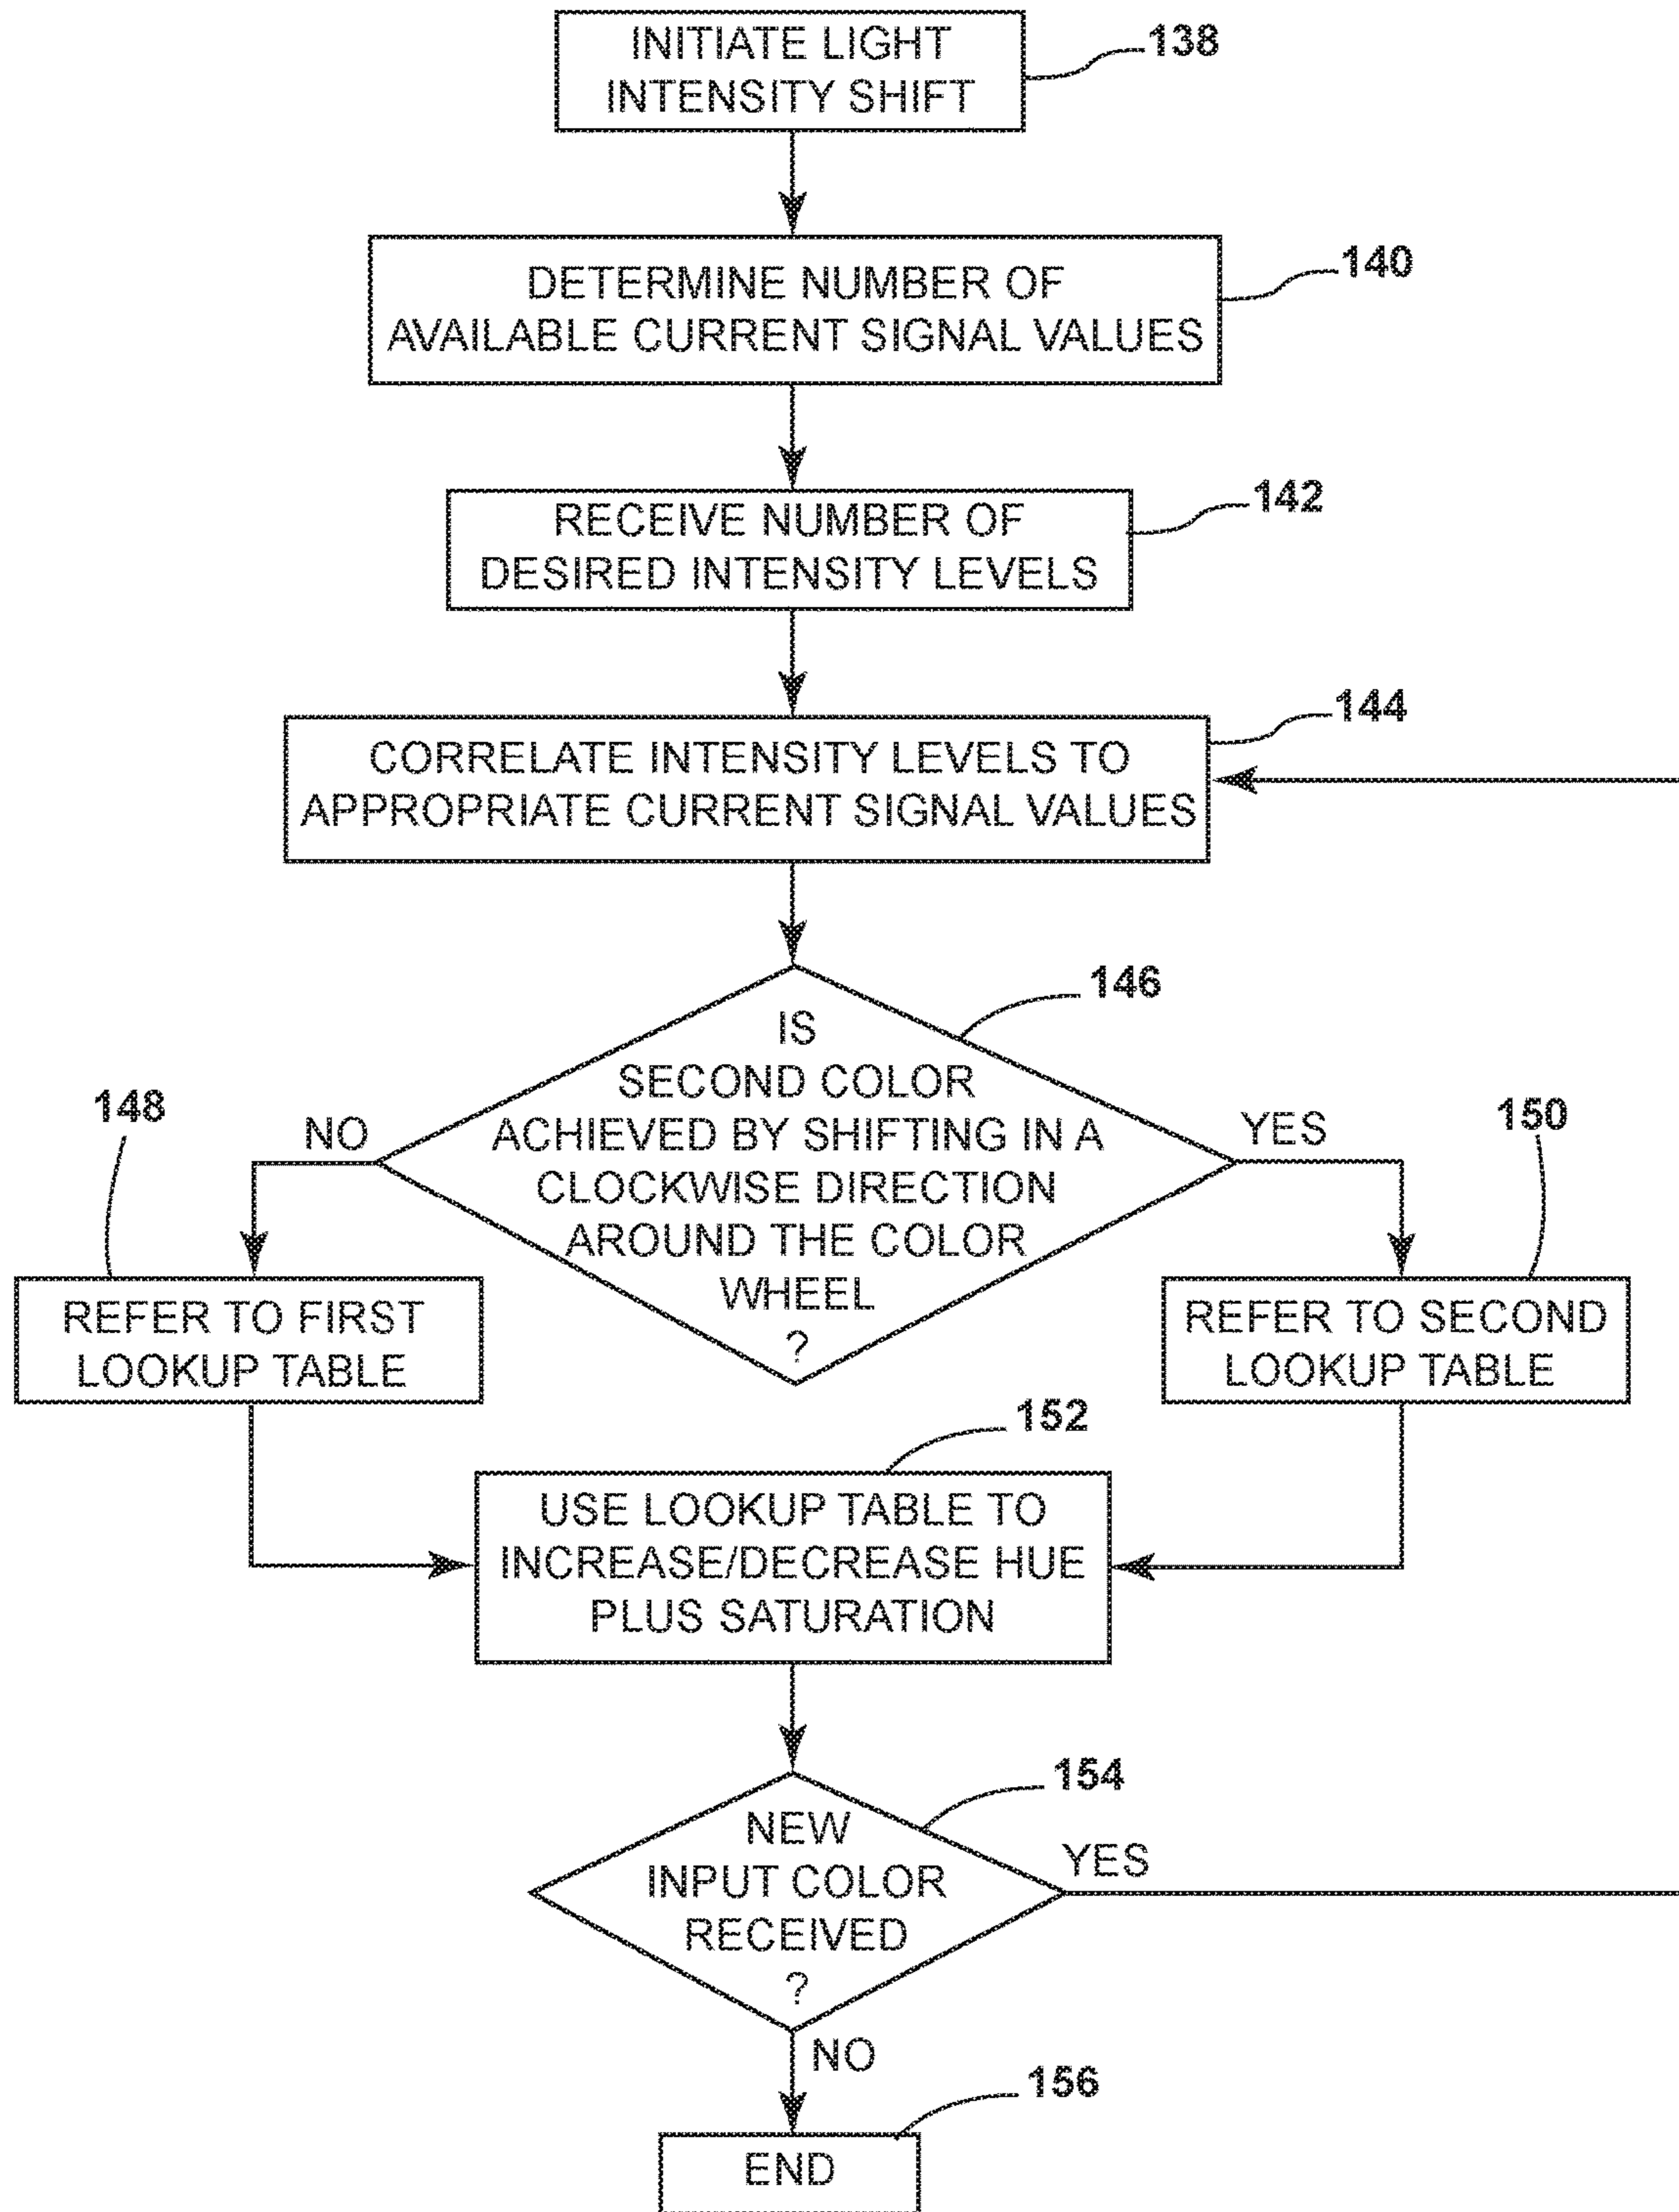 INITIATE LIGHT
INTENSITY SHIFT
138
DETERMINE NUMBER OF
AVAILABLE CURRENT SIGNAL VALUES
140
RECEIVE NUMBER OF
DESIRED INTENSITY LEVELS
142
CORRELATE INTENSITY LEVELS TO
APPROPRIATE CURRENT SIGNAL VALUES
144
IS
SECOND COLOR
ACHIEVED BY SHIFTING IN A
CLOCKWISE DIRECTION
AROUND THE COLOR
WHEEL
?
146
NO
YES
148
REFER TO FIRST
LOOKUP TABLE
150
REFER TO SECOND
LOOKUP TABLE
152
USE LOOKUP TABLE TO
INCREASE/DECREASE HUE
PLUS SATURATION
154
NEW
INPUT COLOR
RECEIVED
?
YES
NO
156
END